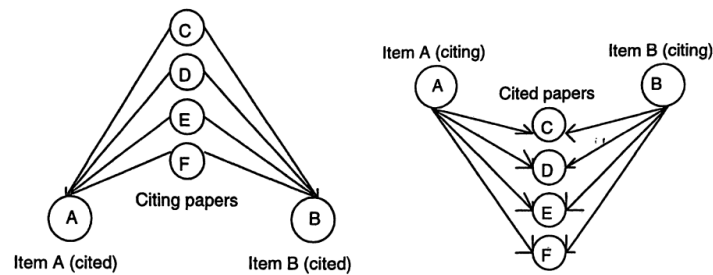 C
D
E
F
Citing papers
A
B
Item A (cited)
Item B (cited)
Item A (citing)
Item B (citing)
A
B
Cited papers
C
D
E
F